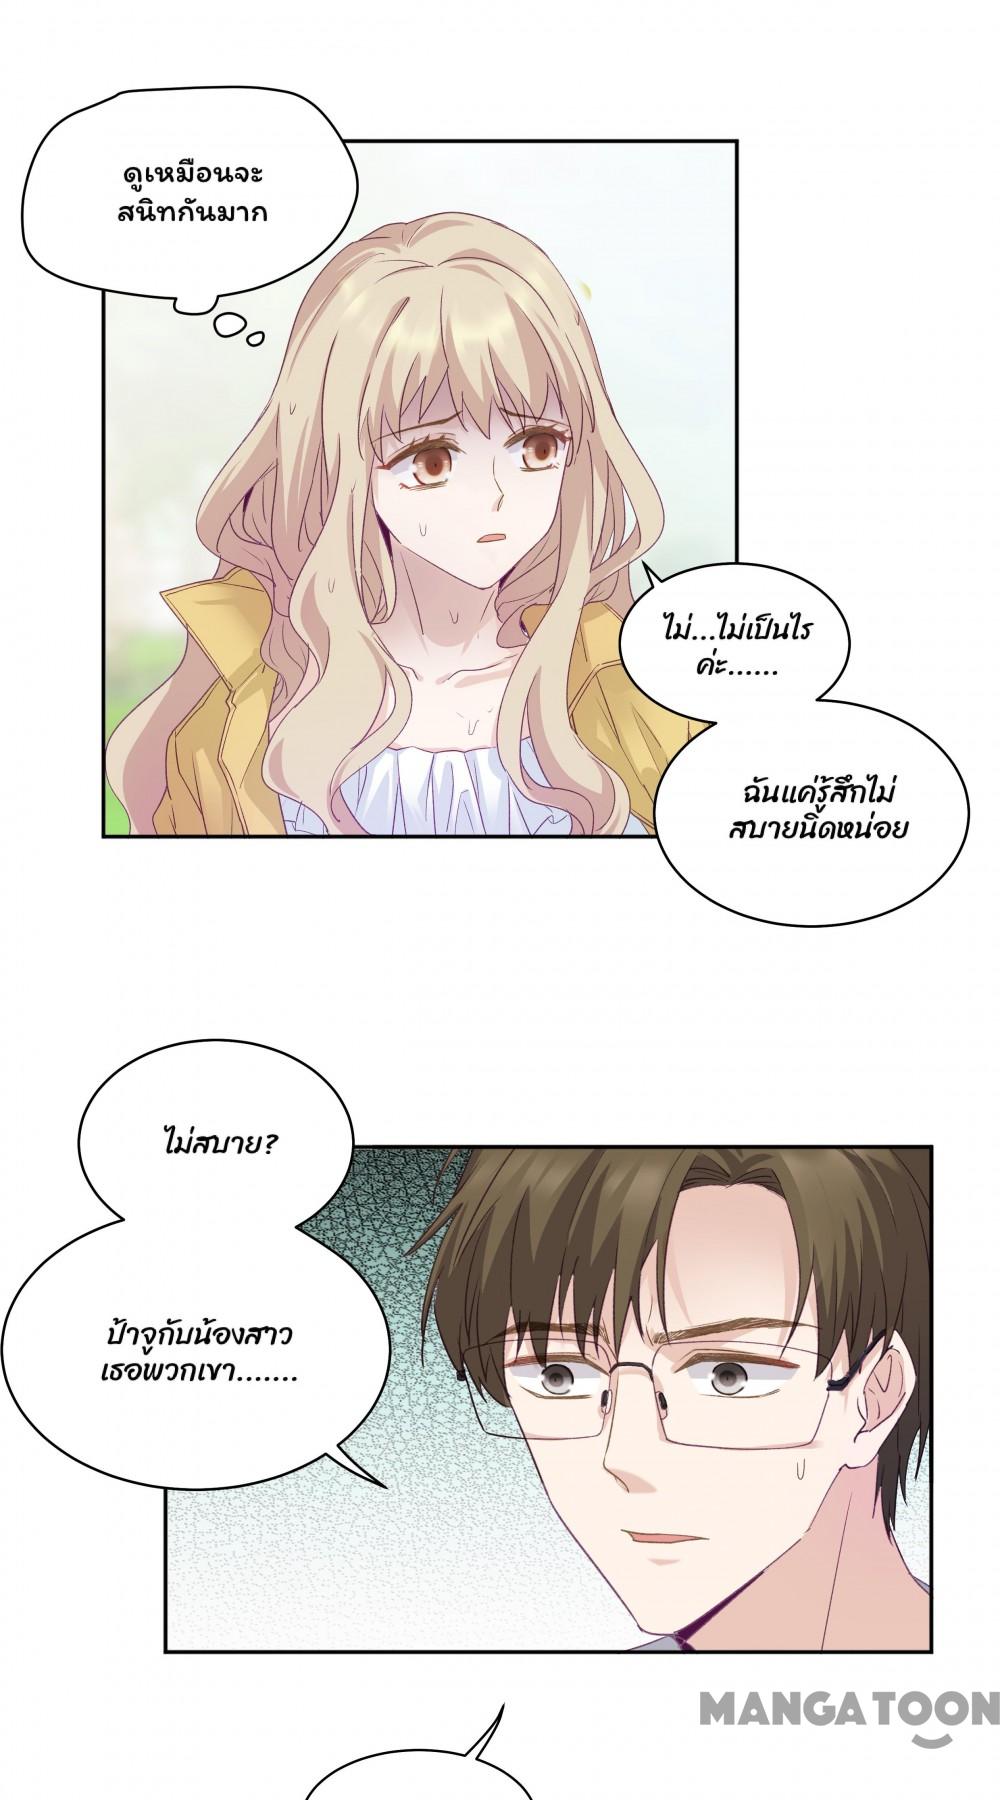 ดูเหมือนจะ
สนิทกันมาก
ไม่...ไม่เป็นไร
ค่ะ......
ฉันแค่รู้สึกไม่
สบายนิดหน่อย
ไม่สบาย?
ป้าจูกับน้องสาว
เธอพวกเขา.......
MANGATOON